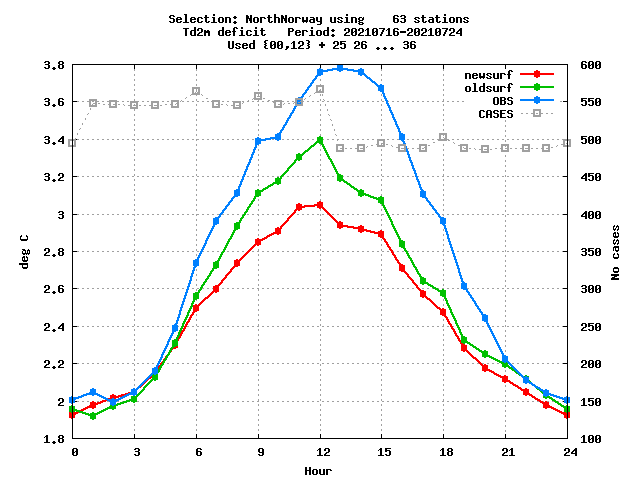 Selection: NorthNorway using    63 stations
Td2m deficit   Period: 20210716-20210724
Used {00,12} + 25 26 ... 36
newsurf
oldsurf
OBS
CASES
3.8
3.6
3.4
3.2
3
2.8
2.6
2.4
2.2
2
1.8
600
550
500
450
400
350
300
250
200
150
100
deg C
No cases
0 3 6 9 12 15 18 21 24
Hour